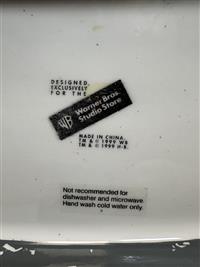 DESIGNED
EXCLUSIVELY
FOR THE
WB
Warner Bros.
Studio Store
MADE IN CHINA.
TM & © 1999 WB
TM & © 1999 H-B.
Not recommended for
dishwasher and microwave.
Hand wash cold water only.